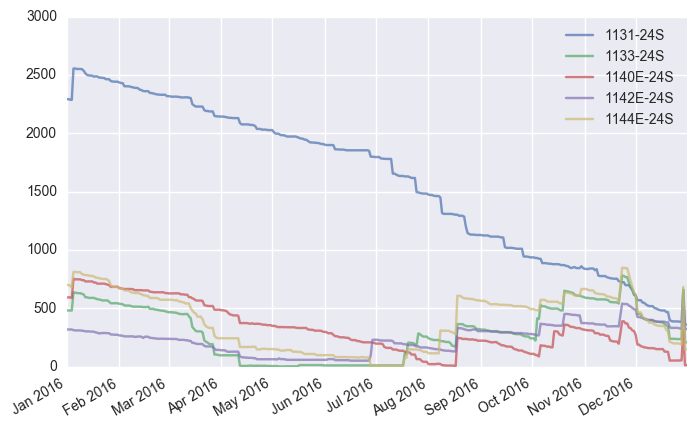 3000
2500
2000
1500
1000
500
0
1131-24S
1133-24S
1140E-24S
1142E-24S
1144E-24S
Jan 2016
Feb 2016
Mar 2016
Apr 2016
May 2016
Jun 2016
Jul 2016
Aug 2016
Sep 2016
Oct 2016
Nov 2016
Dec 2016